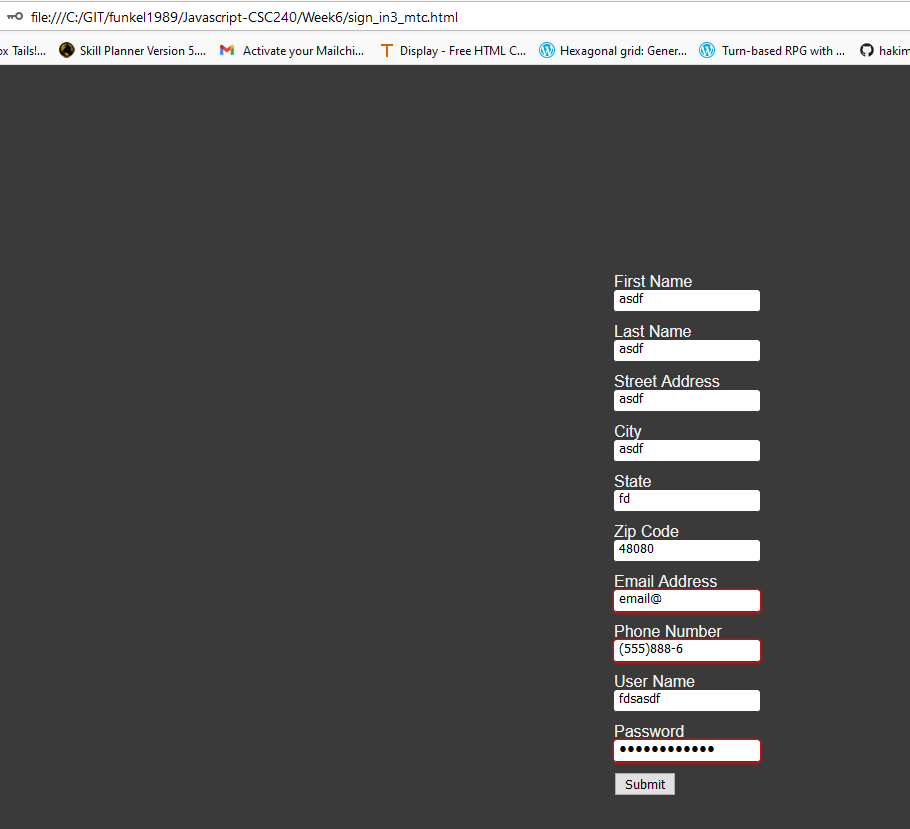 file:///C:/GIT/funkel1989/Javascript-CSC240/Week6/sign_in3_mtc.html
ox Tails!... Skill Planner Version 5.... Activate your Mailchi... Display - Free HTML C... Hexagonal grid: Gener... Turn-based RPG with ... hakim
First Name
asdf
Last Name
asdf
Street Address
asdf
City
asdf
State
fd
Zip Code
48080
Email Address
email@
Phone Number
(555)888-6
User Name
fdsasdf
Password
●●●●●●●●●●●●
Submit